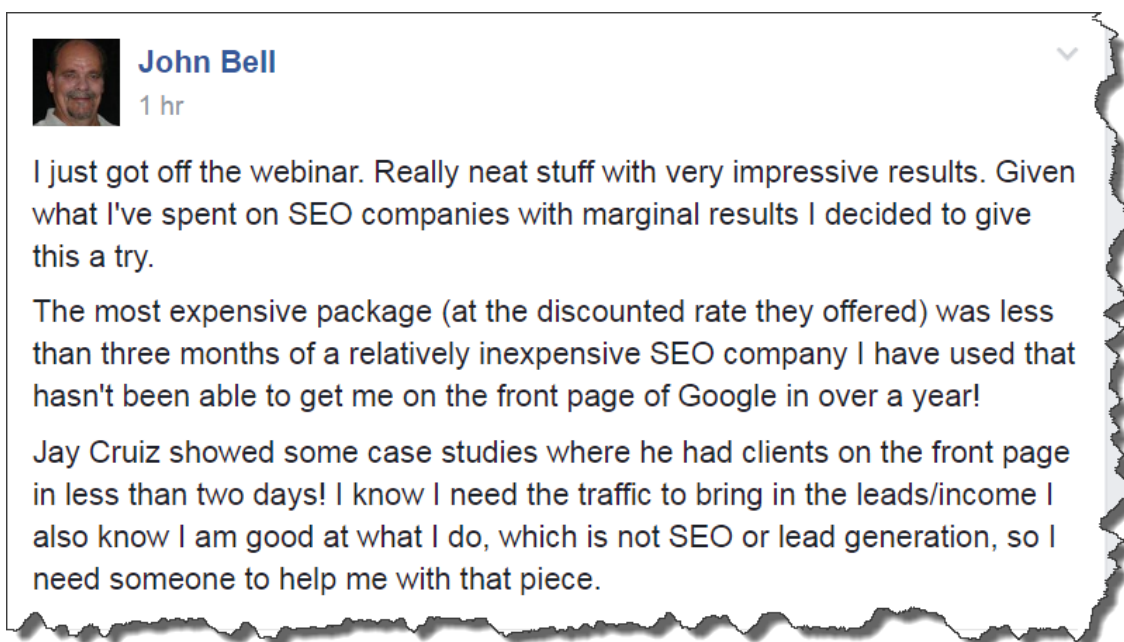 John Bell
1 hr
I just got off the webinar. Really neat stuff with very impressive results. Given
what I've spent on SEO companies with marginal results I decided to give
this a try.
The most expensive package (at the discounted rate they offered) was less
than three months of a relatively inexpensive SEO company I have used that
hasn't been able to get me on the front page of Google in over a year!
Jay Cruiz showed some case studies where he had clients on the front page
in less than two days! I know I need the traffic to bring in the leads/income I
also know I am good at what I do, which is not SEO or lead generation, so I
need someone to help me with that piece.